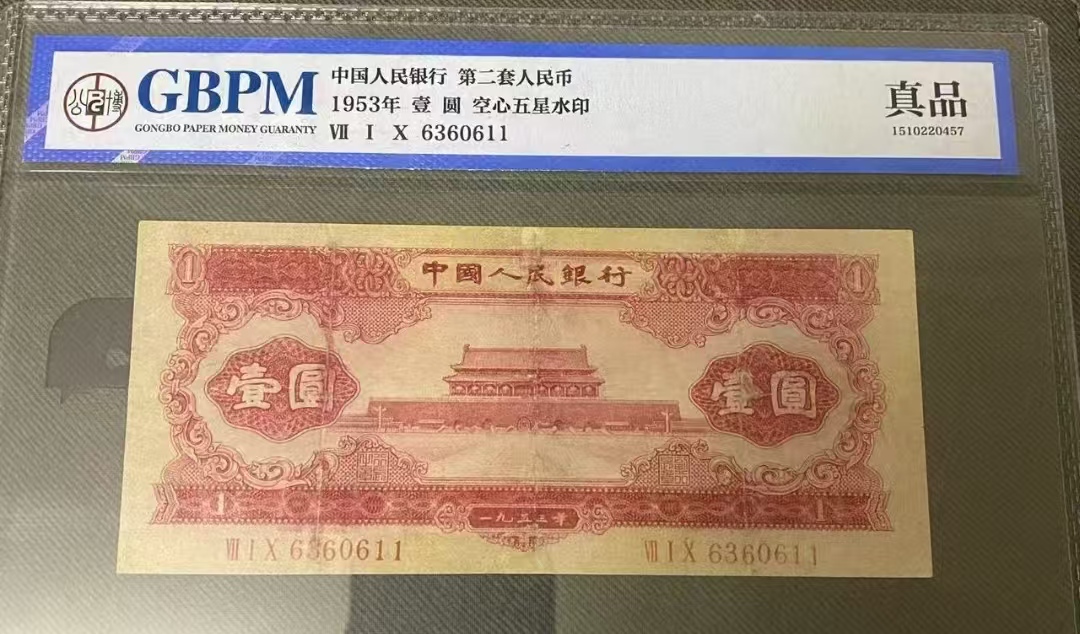 GBPM
GONGBO PAPER MONEY GUARANTY
中国人民银行 第二套人民币
1953年 壹 圆 空心五星水印
Ⅶ Ⅰ Ⅹ 6360611
真品
1510220457
1
中國人民銀行
1
壹圓
壹圓
1
一九五三年
1
Ⅶ Ⅰ Ⅹ 6360611
Ⅶ Ⅰ Ⅹ 6360611